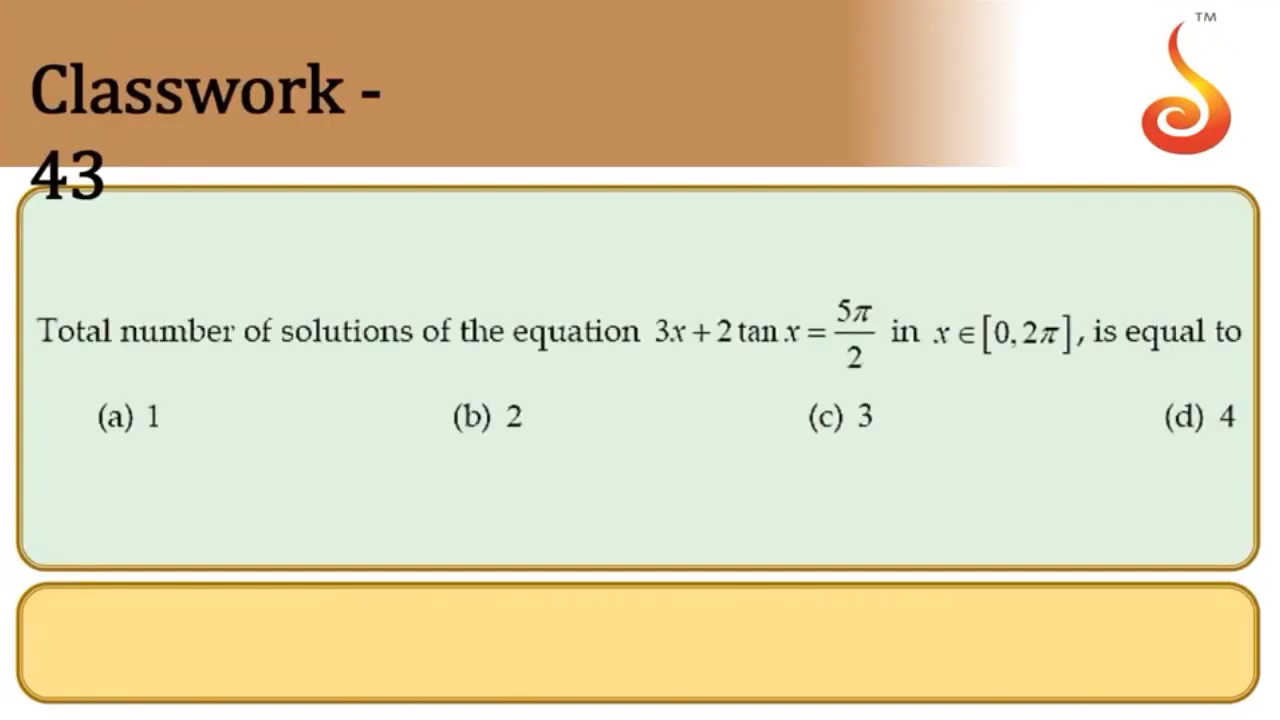 TM
Classwork -
43
Total number of solutions of the equation 3x + 2 tan x = 5π/2 in x ∈ [0, 2π], is equal to
(a) 1 (b) 2 (c) 3 (d) 4